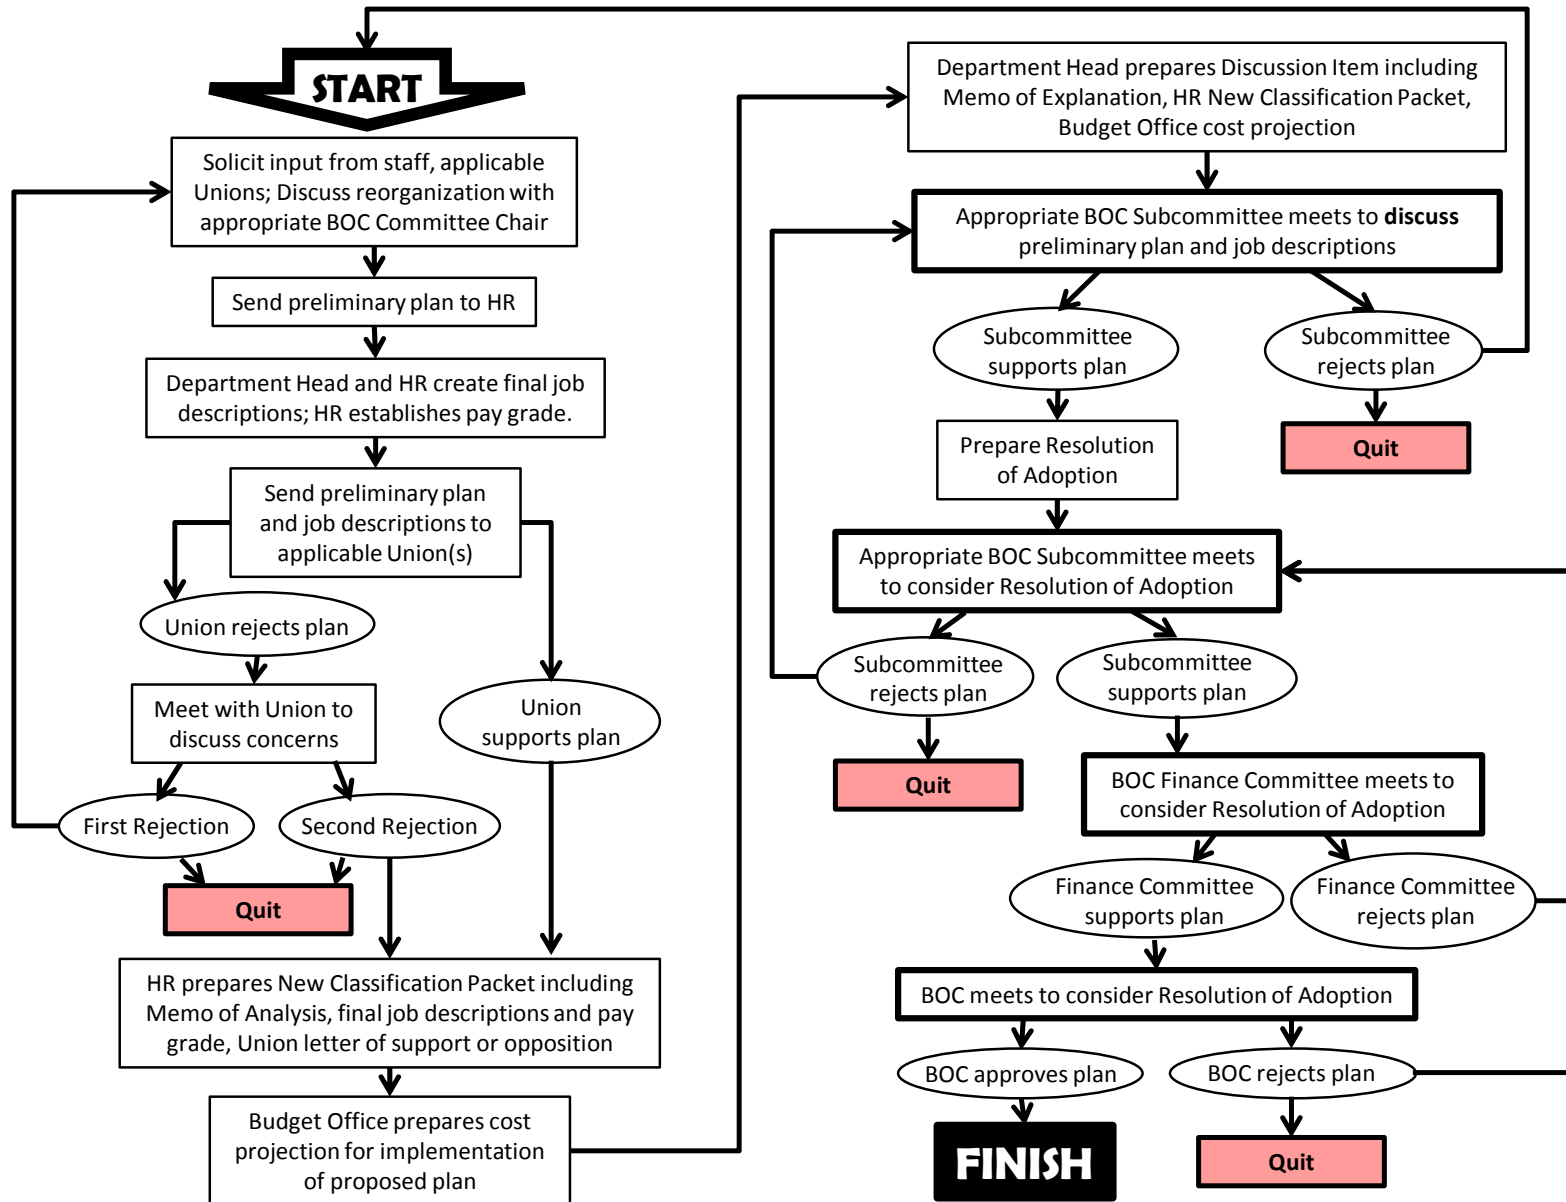 START
Solicit input from staff, applicable
Unions; Discuss reorganization with
appropriate BOC Committee Chair
Send preliminary plan to HR
Department Head and HR create final job
descriptions; HR establishes pay grade.
Send preliminary plan
and job descriptions to
applicable Union(s)
Union rejects plan
Meet with Union to
discuss concerns
Union
supports plan
First Rejection
Second Rejection
Quit
HR prepares New Classification Packet including
Memo of Analysis, final job descriptions and pay
grade, Union letter of support or opposition
Budget Office prepares cost
projection for implementation
of proposed plan
Department Head prepares Discussion Item including
Memo of Explanation, HR New Classification Packet,
Budget Office cost projection
Appropriate BOC Subcommittee meets to discuss
preliminary plan and job descriptions
Subcommittee
supports plan
Subcommittee
rejects plan
Quit
Prepare Resolution
of Adoption
Appropriate BOC Subcommittee meets
to consider Resolution of Adoption
Subcommittee
rejects plan
Subcommittee
supports plan
Quit
BOC Finance Committee meets to
consider Resolution of Adoption
Finance Committee
supports plan
Finance Committee
rejects plan
BOC meets to consider Resolution of Adoption
BOC approves plan
BOC rejects plan
FINISH
Quit